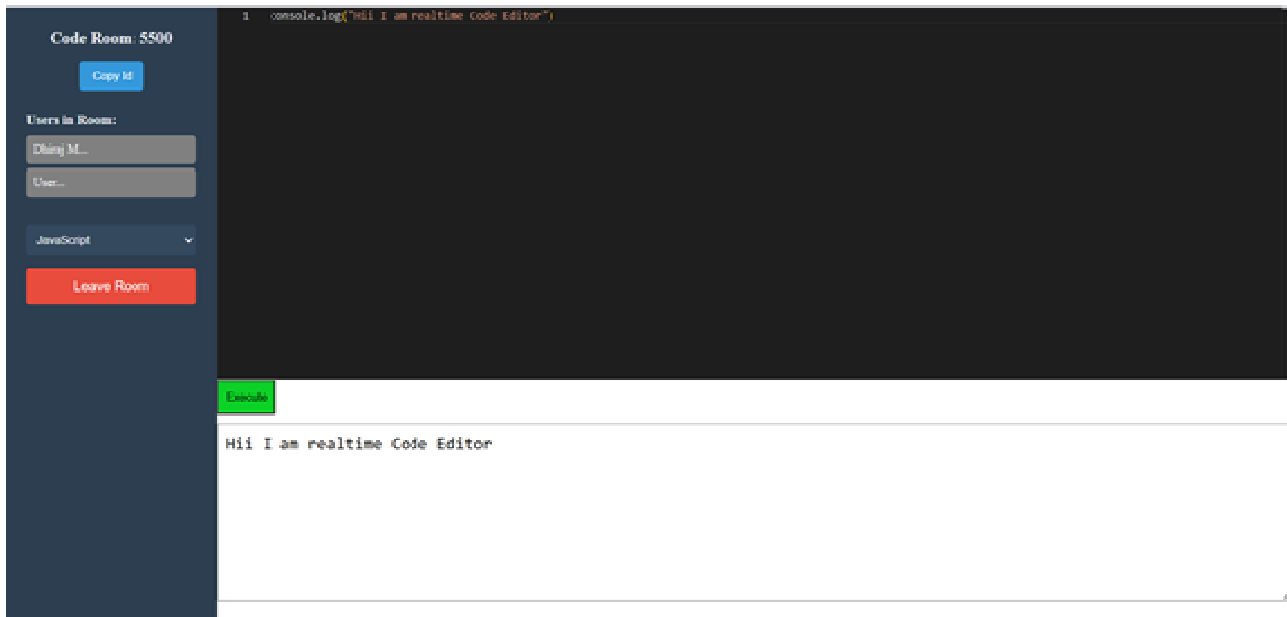 Code Room: 5500
Copy Id
Users in Room:
Dhiraj M...
User...
JavaScript
Leave Room
1 console.log("Hii I am realtime Code Editor")
Execute
Hii I am realtime Code Editor